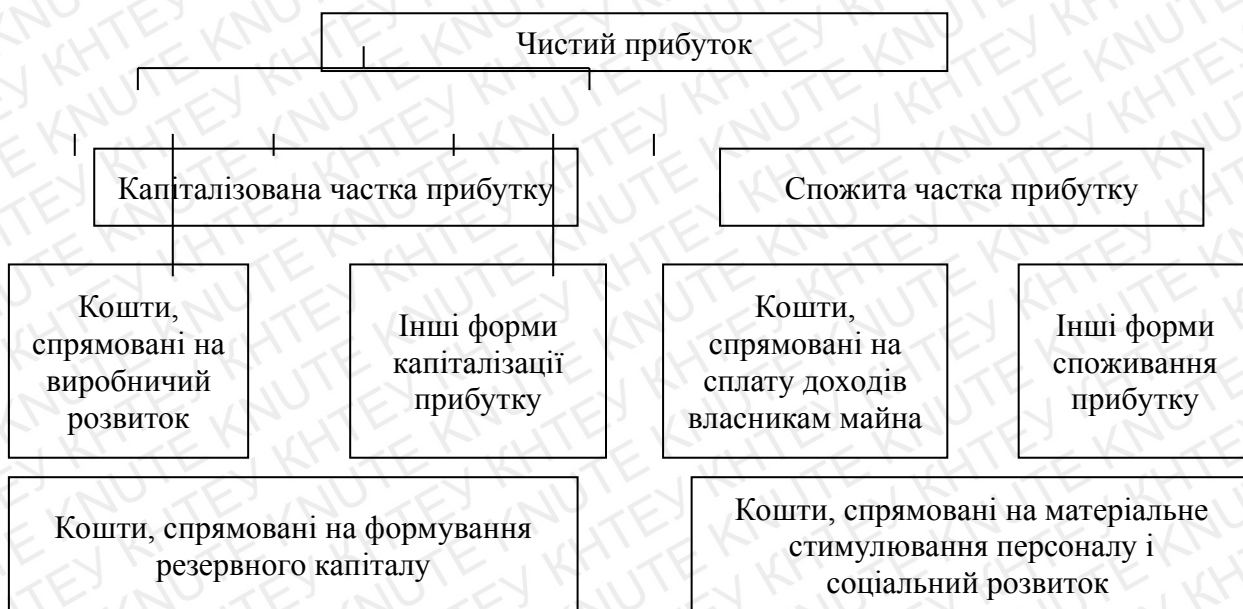 Чистий прибуток
Капіталізована частка прибутку
Спожита частка прибутку
Кошти,
спрямовані на
виробничий
розвиток
Інші форми
капіталізації
прибутку
Кошти,
спрямовані на
сплату доходів
власникам майна
Інші форми
споживання
прибутку
Кошти, спрямовані на формування
резервного капіталу
Кошти, спрямовані на матеріальне
стимулювання персоналу і
соціальний розвиток